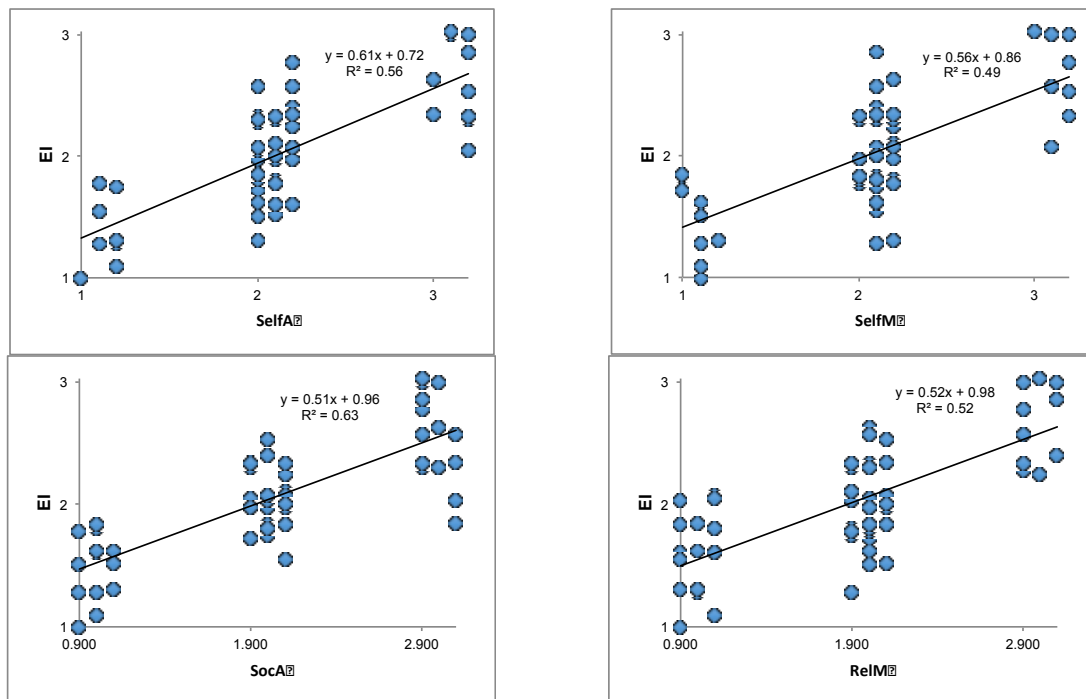 3
y = 0.61x + 0.72
R² = 0.56
EI
2
1
1
2
3
SelfA⍰
3
y = 0.56x + 0.86
R² = 0.49
EI
2
1
1
2
3
SelfM⍰
3
y = 0.51x + 0.96
R² = 0.63
EI
2
1
0.900
1.900
2.900
SocA⍰
3
y = 0.52x + 0.98
R² = 0.52
EI
2
1
0.900
1.900
2.900
RelM⍰